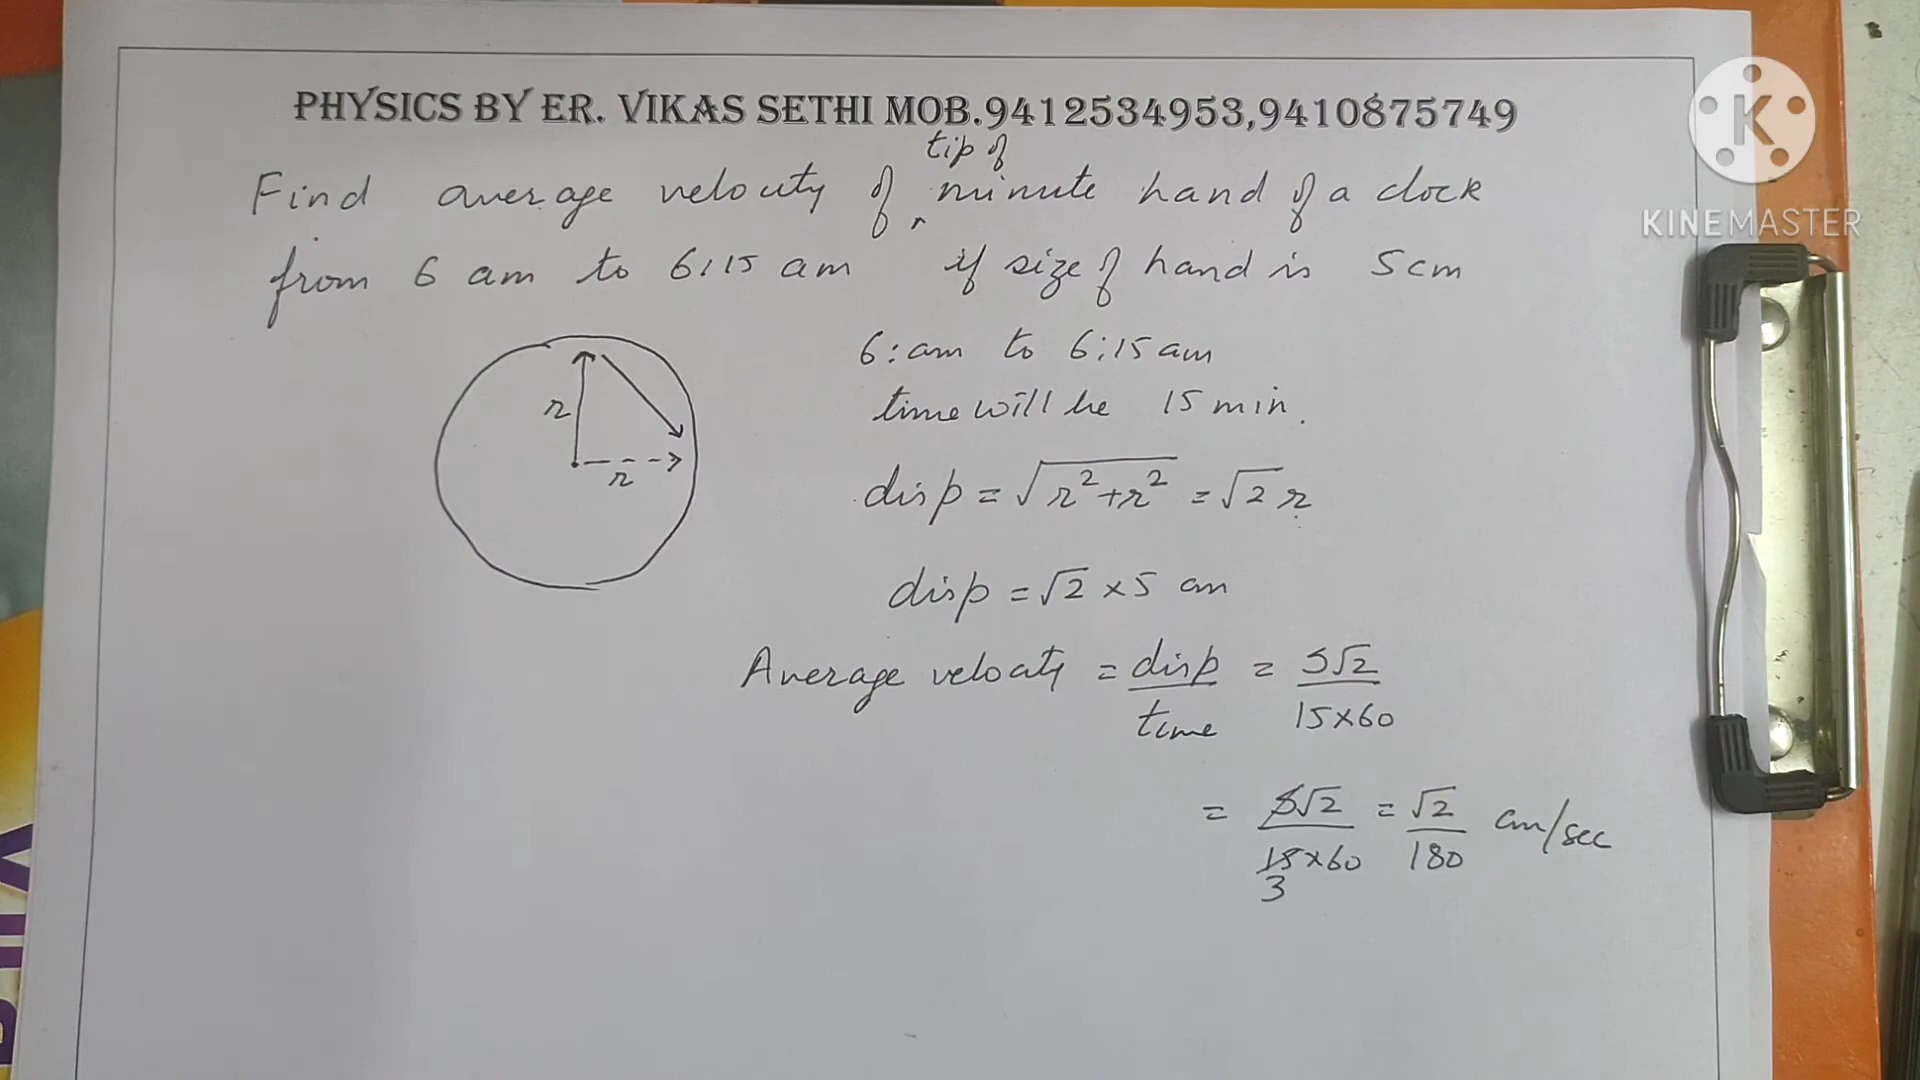 PHYSICS BY ER. VIKAS SETHI MOB.9412534953,9410875749
KINEMASTER
tip of
Find average velocity of minute hand of a clock
from 6 am to 6:15 am if size of hand is 5cm
6:am to 6:15 am
time will be 15 min.
r
r
disp = √r²+r² = √2 r
disp = √2 × 5 cm
Average velocity = disp/time = 5√2/15×60
= 5√2/15×60 = √2/180 cm/sec
3